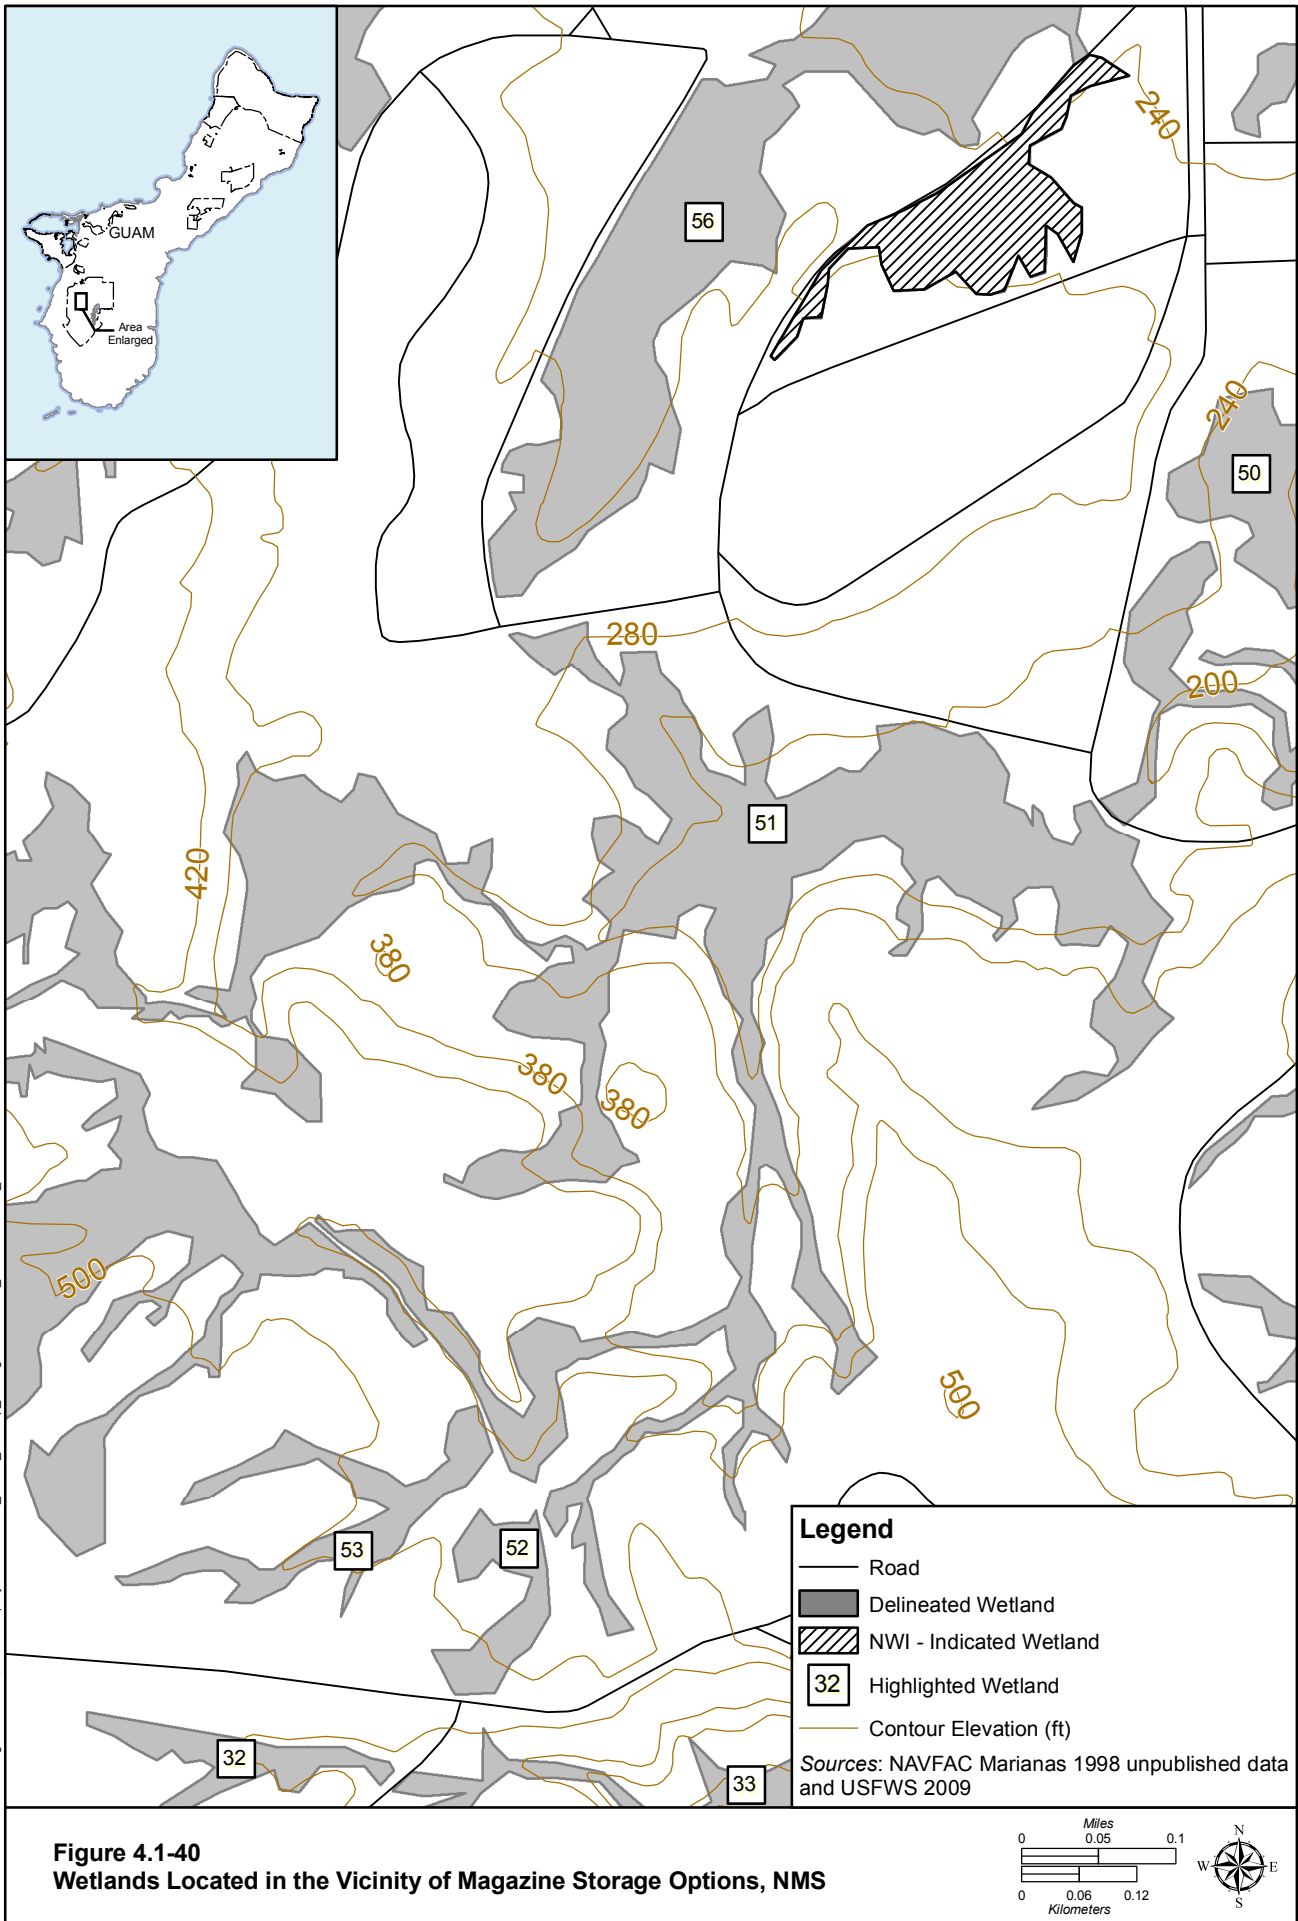 GUAM
Area
Enlarged
240
56
240
50
280
200
51
420
380
380
380
500
500
53
52
32
33
Legend
Road
Delineated Wetland
NWI - Indicated Wetland
32 Highlighted Wetland
Contour Elevation (ft)
Sources: NAVFAC Marianas 1998 unpublished data
and USFWS 2009
Figure 4.1-40
Wetlands Located in the Vicinity of Magazine Storage Options, NMS
Miles
0 0.05 0.1
0 0.06 0.12
Kilometers
N
W E
S